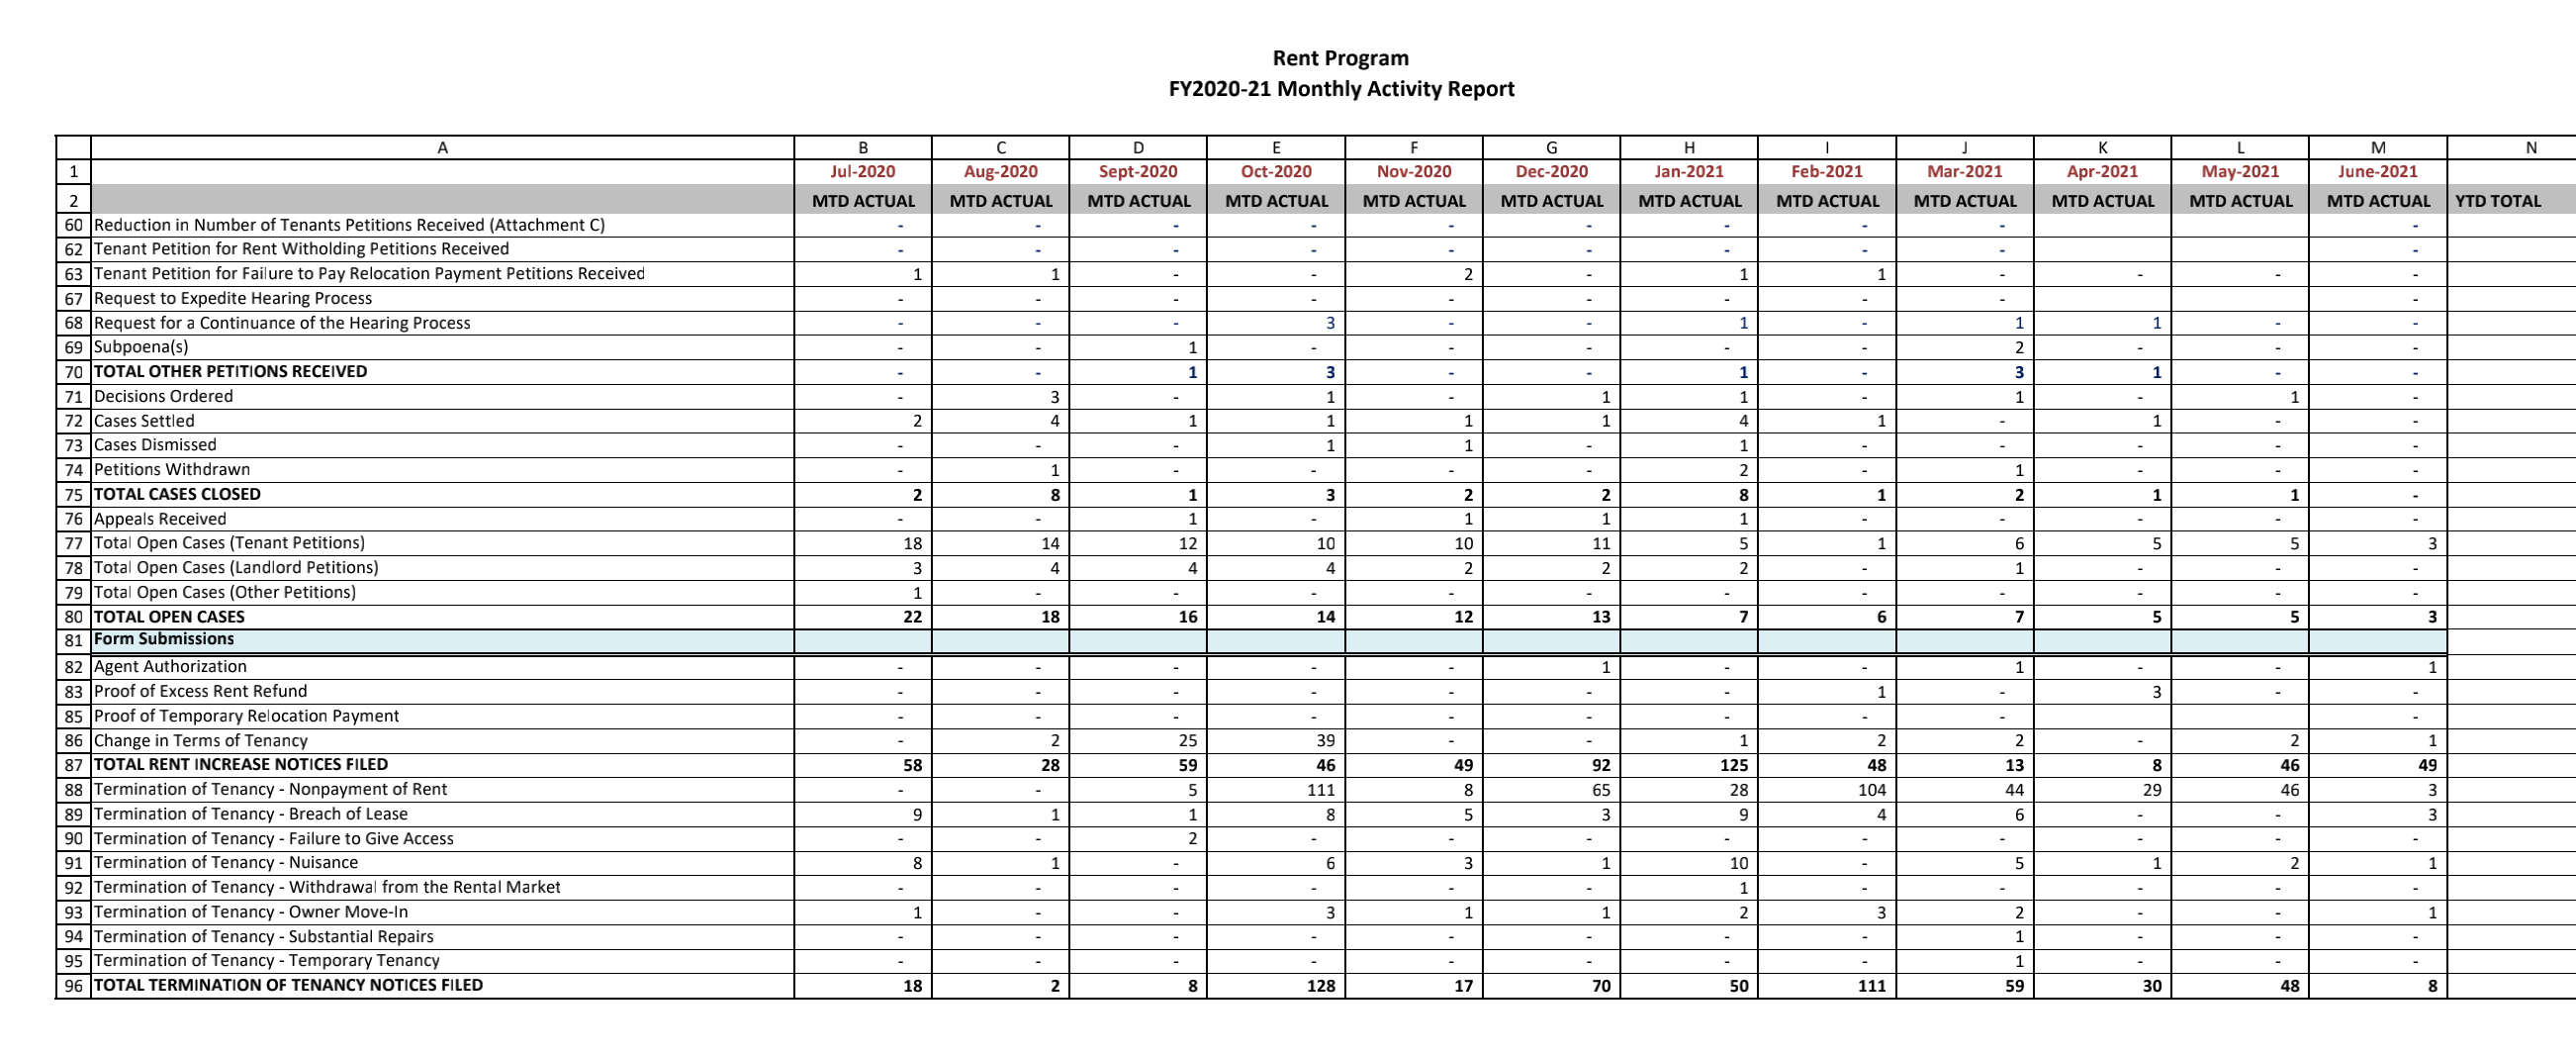 Rent Program
FY2020-21 Monthly Activity Report
A B C D E F G H I J K L M N
1 Jul-2020 Aug-2020 Sept-2020 Oct-2020 Nov-2020 Dec-2020 Jan-2021 Feb-2021 Mar-2021 Apr-2021 May-2021 June-2021
2 MTD ACTUAL MTD ACTUAL MTD ACTUAL MTD ACTUAL MTD ACTUAL MTD ACTUAL MTD ACTUAL MTD ACTUAL MTD ACTUAL MTD ACTUAL MTD ACTUAL MTD ACTUAL YTD TOTAL
60 Reduction in Number of Tenants Petitions Received (Attachment C) - - - - - - - - - -
62 Tenant Petition for Rent Witholding Petitions Received - - - - - - - - - -
63 Tenant Petition for Failure to Pay Relocation Payment Petitions Received 1 1 - - 2 - 1 1 - - - -
67 Request to Expedite Hearing Process - - - - - - - - - -
68 Request for a Continuance of the Hearing Process - - - 3 - - 1 - 1 1 - -
69 Subpoena(s) - - 1 - - - - - 2 - - -
70 TOTAL OTHER PETITIONS RECEIVED - - 1 3 - - 1 - 3 1 - -
71 Decisions Ordered - 3 - 1 - 1 1 - 1 - 1 -
72 Cases Settled 2 4 1 1 1 1 4 1 - 1 - -
73 Cases Dismissed - - - 1 1 - 1 - - - - -
74 Petitions Withdrawn - 1 - - - - 2 - 1 - - -
75 TOTAL CASES CLOSED 2 8 1 3 2 2 8 1 2 1 1 -
76 Appeals Received - - 1 - 1 1 1 - - - - -
77 Total Open Cases (Tenant Petitions) 18 14 12 10 10 11 5 1 6 5 5 3
78 Total Open Cases (Landlord Petitions) 3 4 4 4 2 2 2 - 1 - - -
79 Total Open Cases (Other Petitions) 1 - - - - - - - - - - -
80 TOTAL OPEN CASES 22 18 16 14 12 13 7 6 7 5 5 3
81 Form Submissions
82 Agent Authorization - - - - - 1 - - 1 - - 1
83 Proof of Excess Rent Refund - - - - - - - 1 - 3 - -
85 Proof of Temporary Relocation Payment - - - - - - - - - -
86 Change in Terms of Tenancy - 2 25 39 - - 1 2 2 - 2 1
87 TOTAL RENT INCREASE NOTICES FILED 58 28 59 46 49 92 125 48 13 8 46 49
88 Termination of Tenancy - Nonpayment of Rent - - 5 111 8 65 28 104 44 29 46 3
89 Termination of Tenancy - Breach of Lease 9 1 1 8 5 3 9 4 6 - - 3
90 Termination of Tenancy - Failure to Give Access - - 2 - - - - - - - - -
91 Termination of Tenancy - Nuisance 8 1 - 6 3 1 10 - 5 1 2 1
92 Termination of Tenancy - Withdrawal from the Rental Market - - - - - - 1 - - - - -
93 Termination of Tenancy - Owner Move-In 1 - - 3 1 1 2 3 2 - - 1
94 Termination of Tenancy - Substantial Repairs - - - - - - - - 1 - - -
95 Termination of Tenancy - Temporary Tenancy - - - - - - - - 1 - - -
96 TOTAL TERMINATION OF TENANCY NOTICES FILED 18 2 8 128 17 70 50 111 59 30 48 8